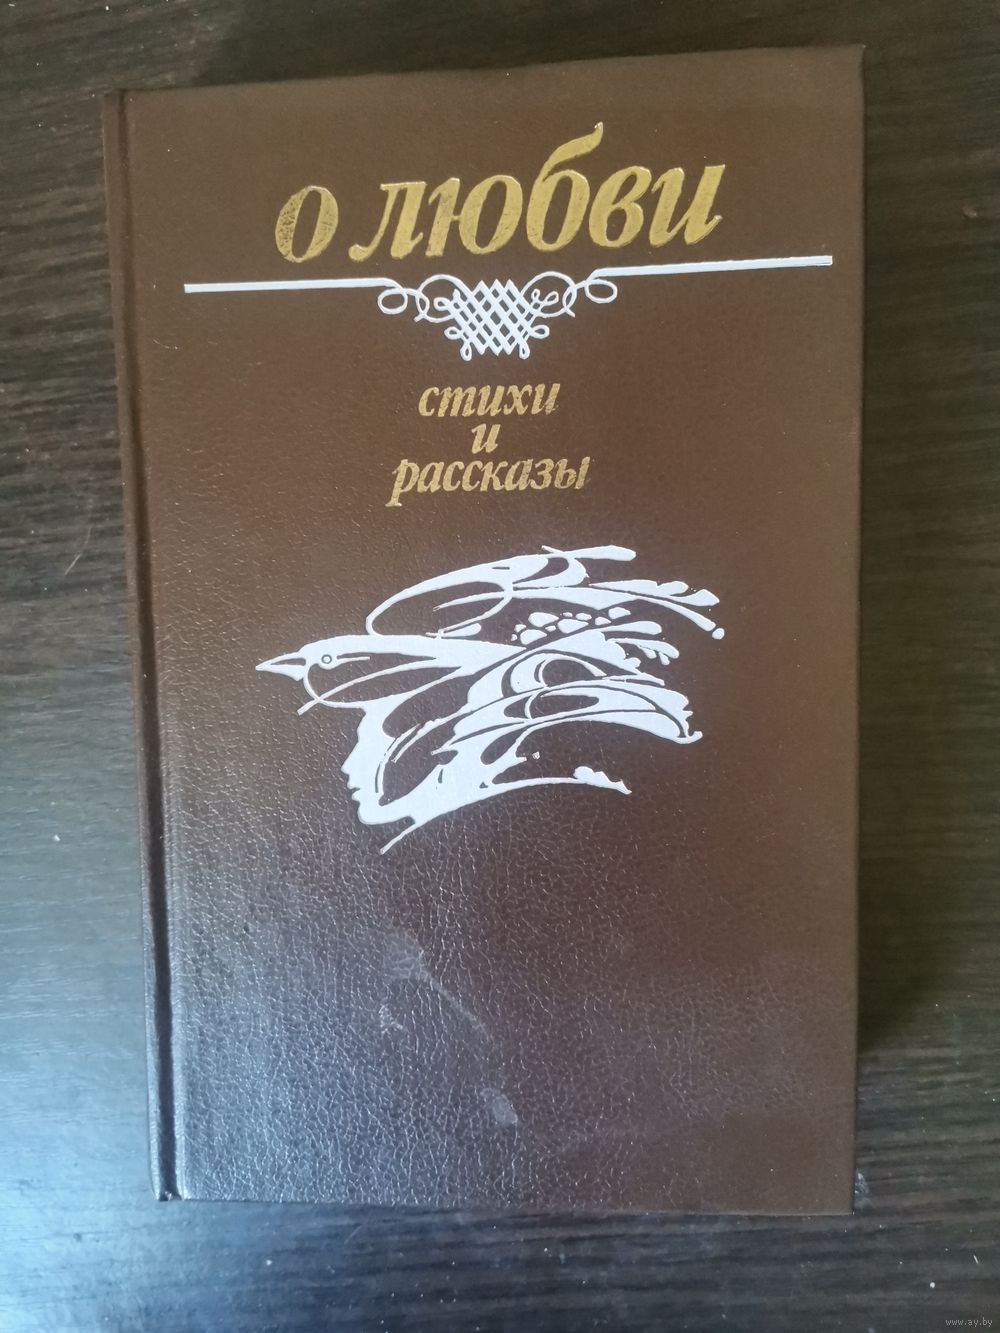 о любви
стихи
и
рассказы
www.ay.by